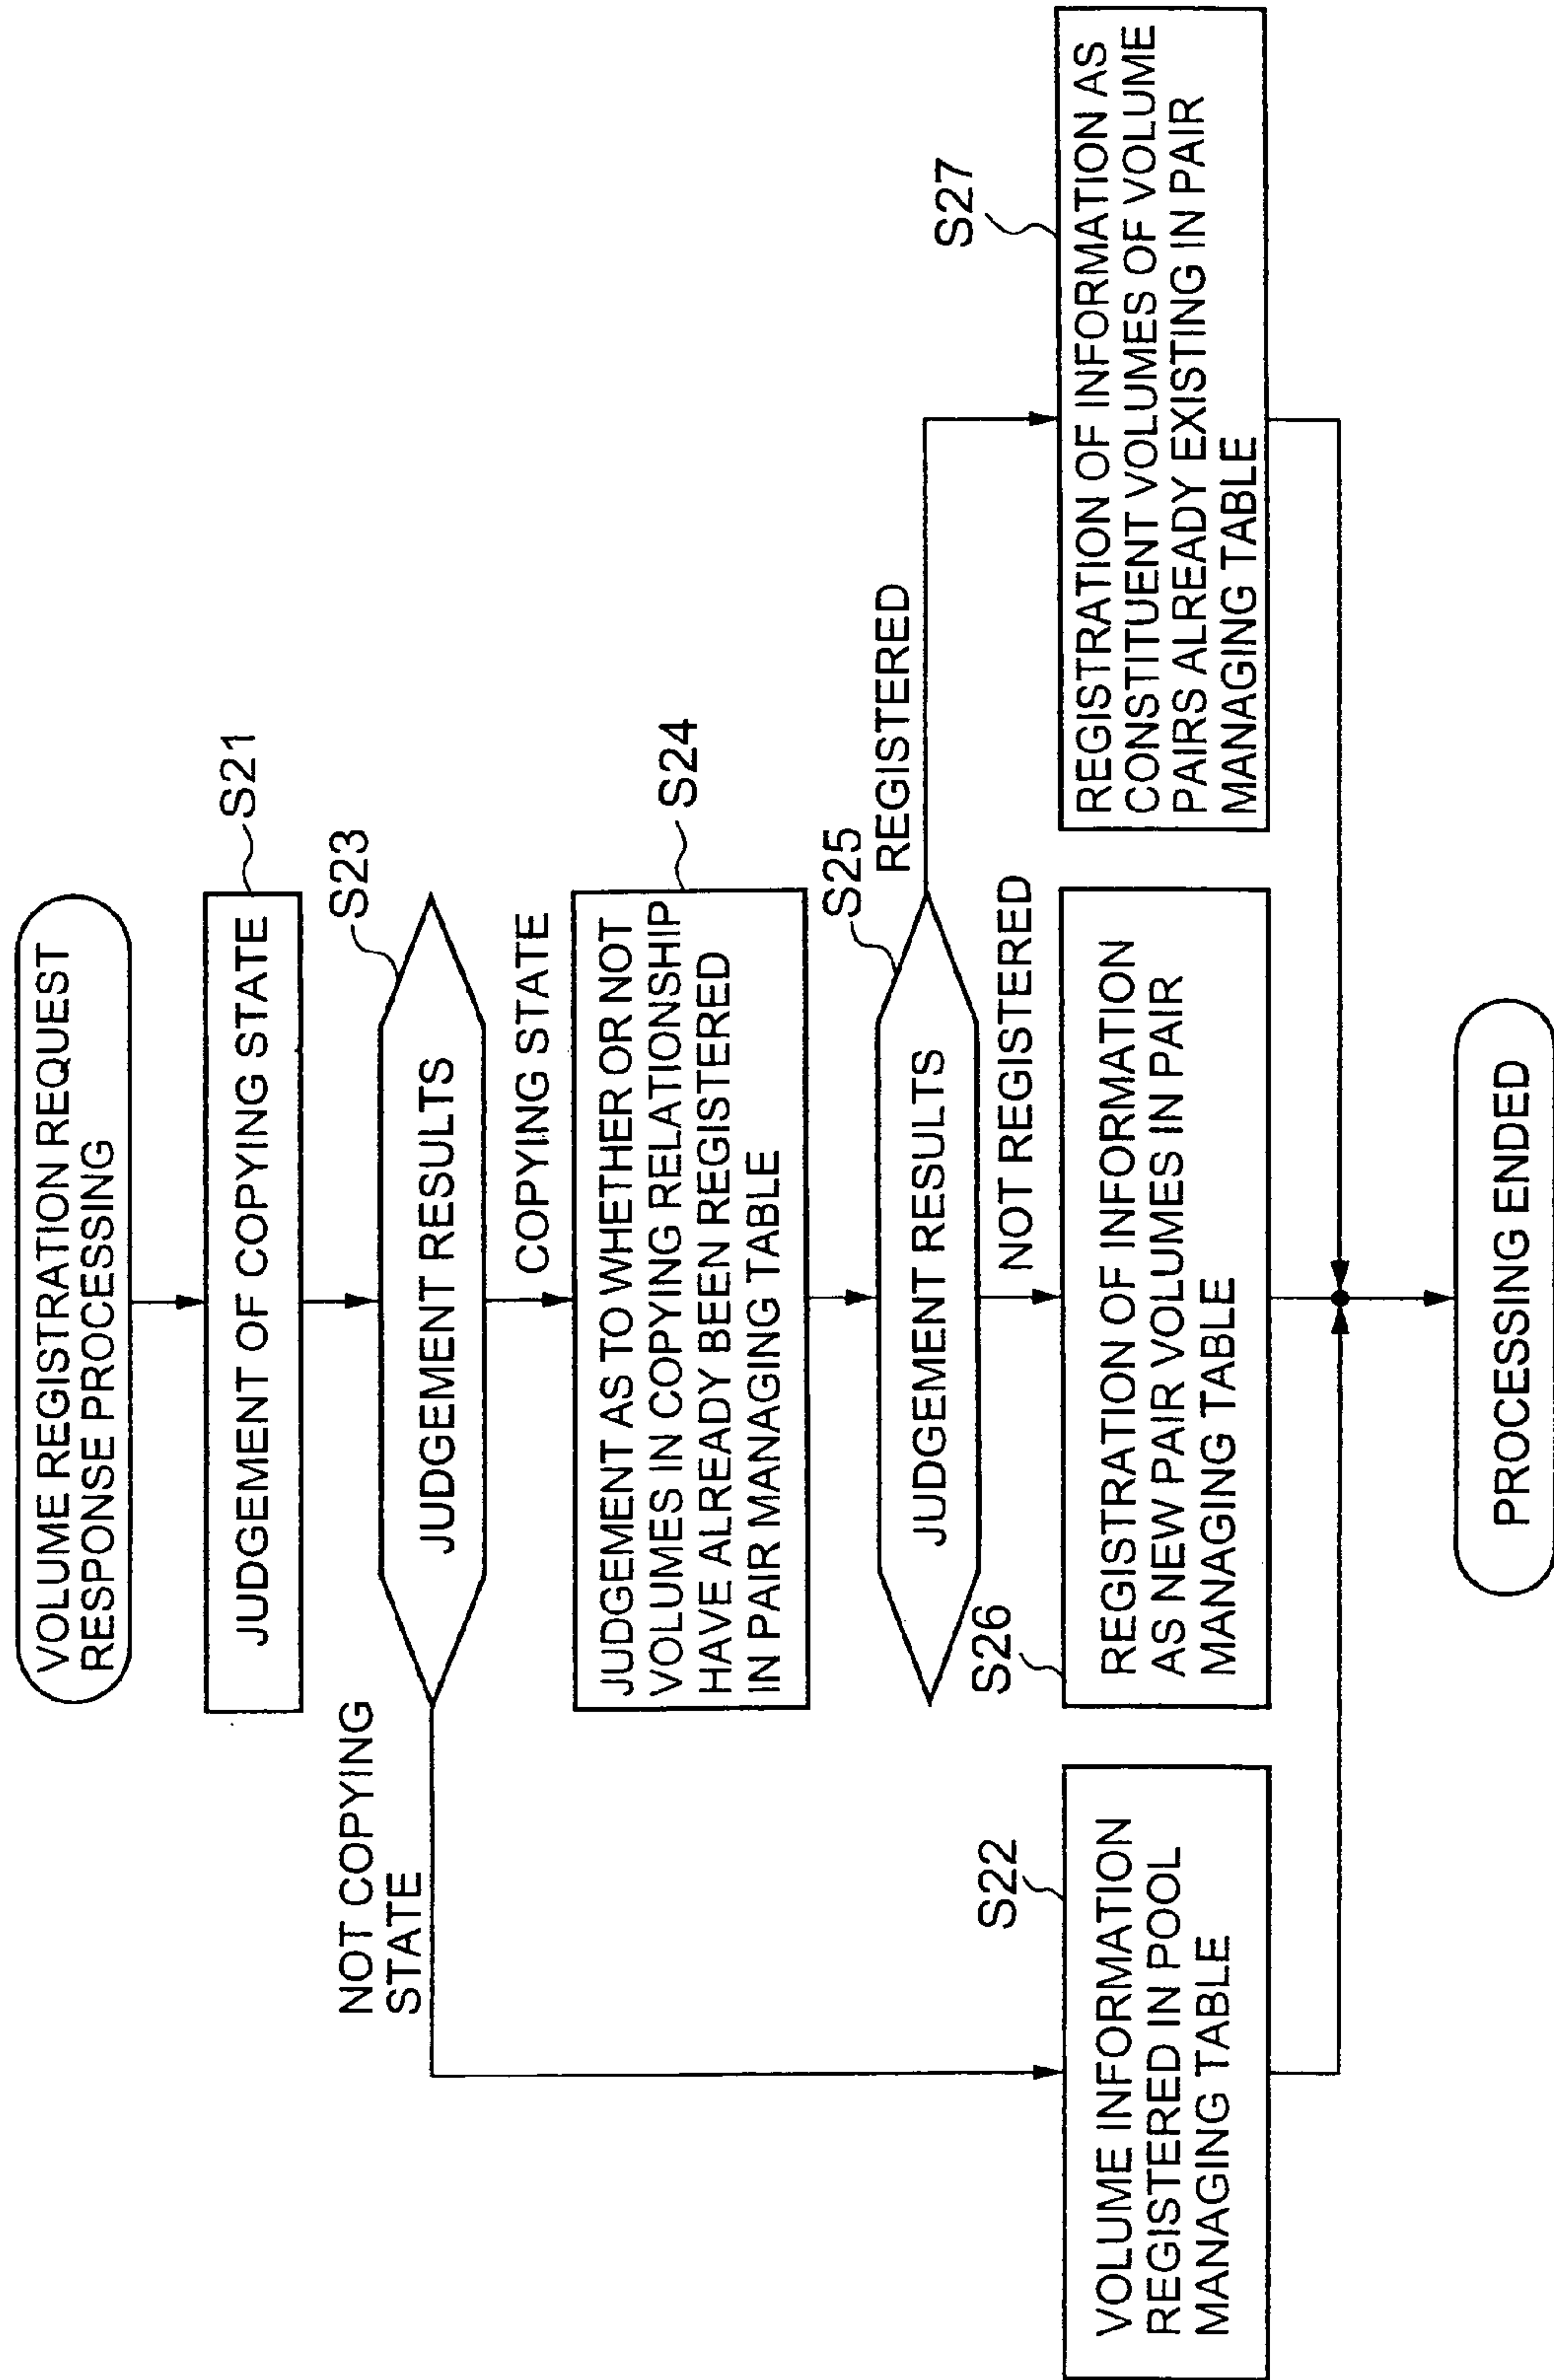 VOLUME REGISTRATION REQUEST
RESPONSE PROCESSING
S21
JUDGEMENT OF COPYING STATE
S23
JUDGEMENT RESULTS
NOT COPYING
STATE
COPYING STATE
S24
JUDGEMENT AS TO WHETHER OR NOT
VOLUMES IN COPYING RELATIONSHIP
HAVE ALREADY BEEN REGISTERED
IN PAIR MANAGING TABLE
S25
JUDGEMENT RESULTS
REGISTERED
NOT REGISTERED
S22
VOLUME INFORMATION
REGISTERED IN POOL
MANAGING TABLE
S26
REGISTRATION OF INFORMATION
AS NEW PAIR VOLUMES IN PAIR
MANAGING TABLE
S27
REGISTRATION OF INFORMATION AS
CONSTITUENT VOLUMES OF VOLUME
PAIRS ALREADY EXISTING IN PAIR
MANAGING TABLE
PROCESSING ENDED